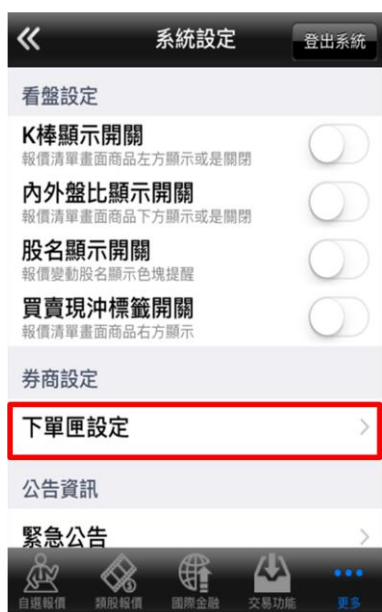 系統設定
登出系統
看盤設定
K棒顯示開關
報價清單畫面商品左方顯示或是關閉
內外盤比顯示開關
報價清單畫面商品下方顯示或是關閉
股名顯示開關
報價變動股名顯示色塊提醒
買賣現沖標籤開關
報價清單畫面商品右方顯示
券商設定
下單匣設定
公告資訊
緊急公告
自選報價
類股報價
國際金融
交易功能
更多